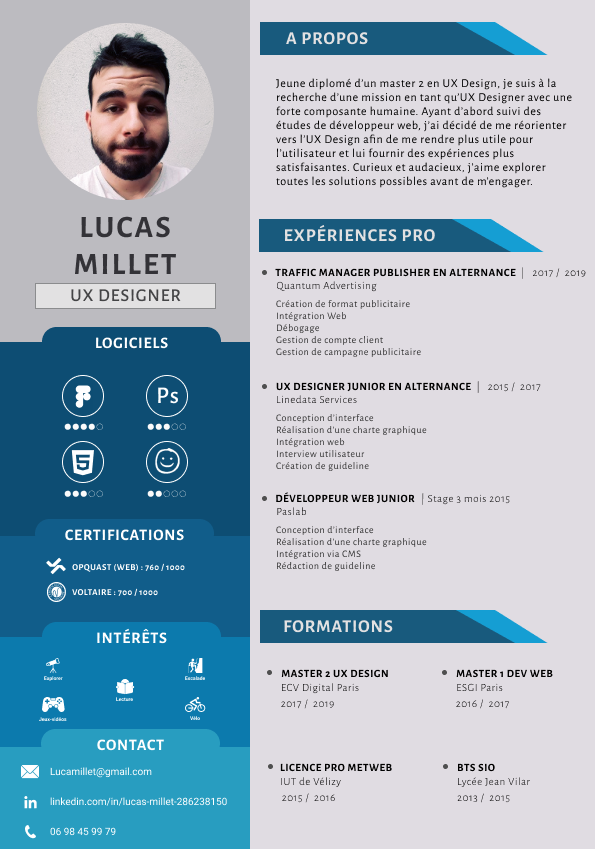 LUCAS
MILLET
UX DESIGNER
LOGICIELS
Ps
5
CERTIFICATIONS
OPQUAST (WEB) : 760 / 1000
VOLTAIRE : 700 / 1000
INTÉRÊTS
Explorer
Escalade
Lecture
Jeux-vidéos
Vélo
CONTACT
Lucamillet@gmail.com
in
linkedin.com/in/lucas-millet-286238150
06 98 45 99 79
A PROPOS
Jeune diplomé d'un master 2 en UX Design, je suis à la
recherche d'une mission en tant qu'UX Designer avec une
forte composante humaine. Ayant d'abord suivi des
études de développeur web, j'ai décidé de me réorienter
vers l'UX Design afin de me rendre plus utile pour
l'utilisateur et lui fournir des expériences plus
satisfaisantes. Curieux et audacieux, j'aime explorer
toutes les solutions possibles avant de m'engager.
EXPÉRIENCES PRO
TRAFFIC MANAGER PUBLISHER EN ALTERNANCE | 2017 / 2019
Quantum Advertising
Création de format publicitaire
Intégration Web
Débogage
Gestion de compte client
Gestion de campagne publicitaire
UX DESIGNER JUNIOR EN ALTERNANCE | 2015 / 2017
Linedata Services
Conception d'interface
Réalisation d'une charte graphique
Intégration web
Interview utilisateur
Création de guideline
DÉVELOPPEUR WEB JUNIOR | Stage 3 mois 2015
Paslab
Conception d'interface
Réalisation d'une charte graphique
Intégration via CMS
Rédaction de guideline
FORMATIONS
MASTER 2 UX DESIGN
ECV Digital Paris
2017 / 2019
MASTER 1 DEV WEB
ESGI Paris
2016 / 2017
LICENCE PRO METWEB
IUT de Vélizy
2015 / 2016
BTS SIO
Lycée Jean Vilar
2013 / 2015